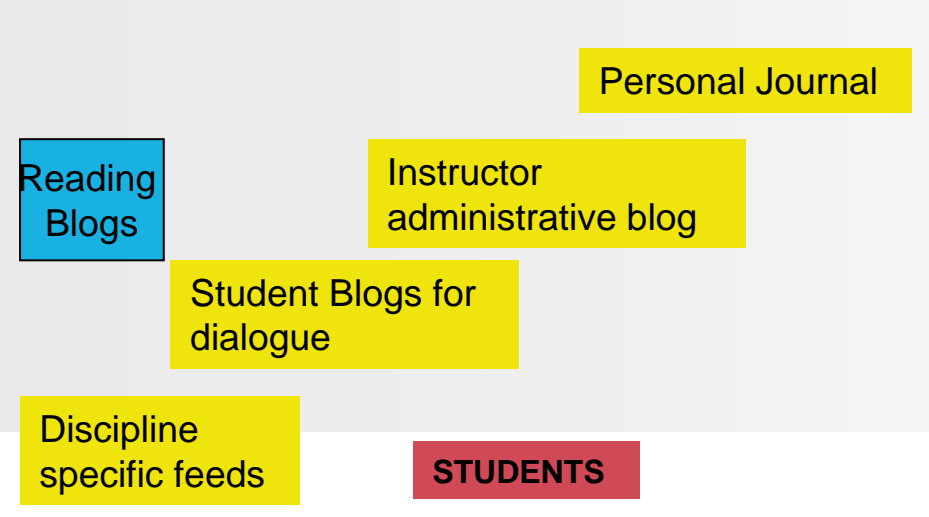 Personal Journal
Reading
Blogs
Instructor
administrative blog
Student Blogs for
dialogue
Discipline
specific feeds
STUDENTS